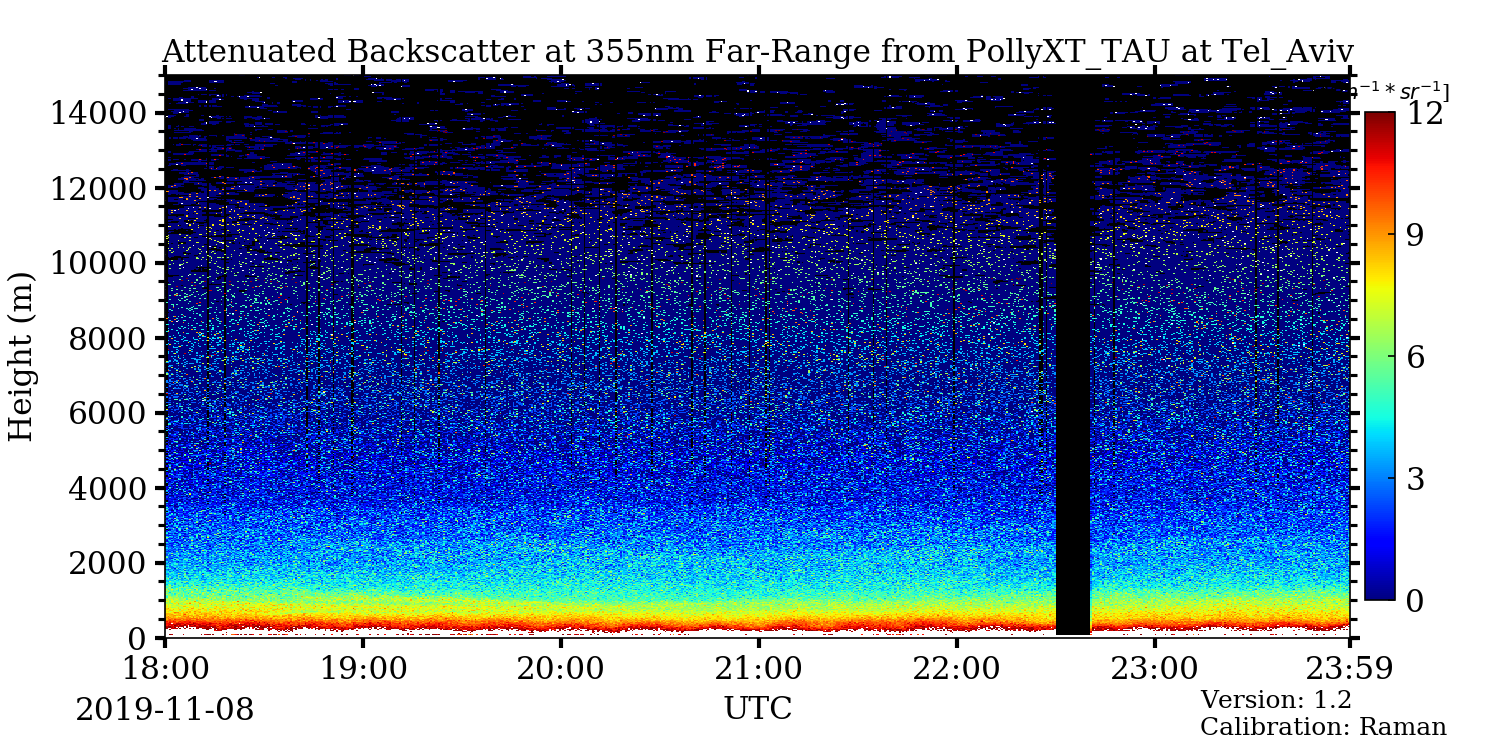 Attenuated Backscatter at 355nm Far-Range from PollyXT_TAU at Tel_Aviv
sr⁻¹]
14000
12000
10000
8000
6000
4000
2000
0
Height (m)
12
9
6
3
0
18:00 19:00 20:00 21:00 22:00 23:00 23:59
2019-11-08
UTC
Version: 1.2
Calibration: Raman